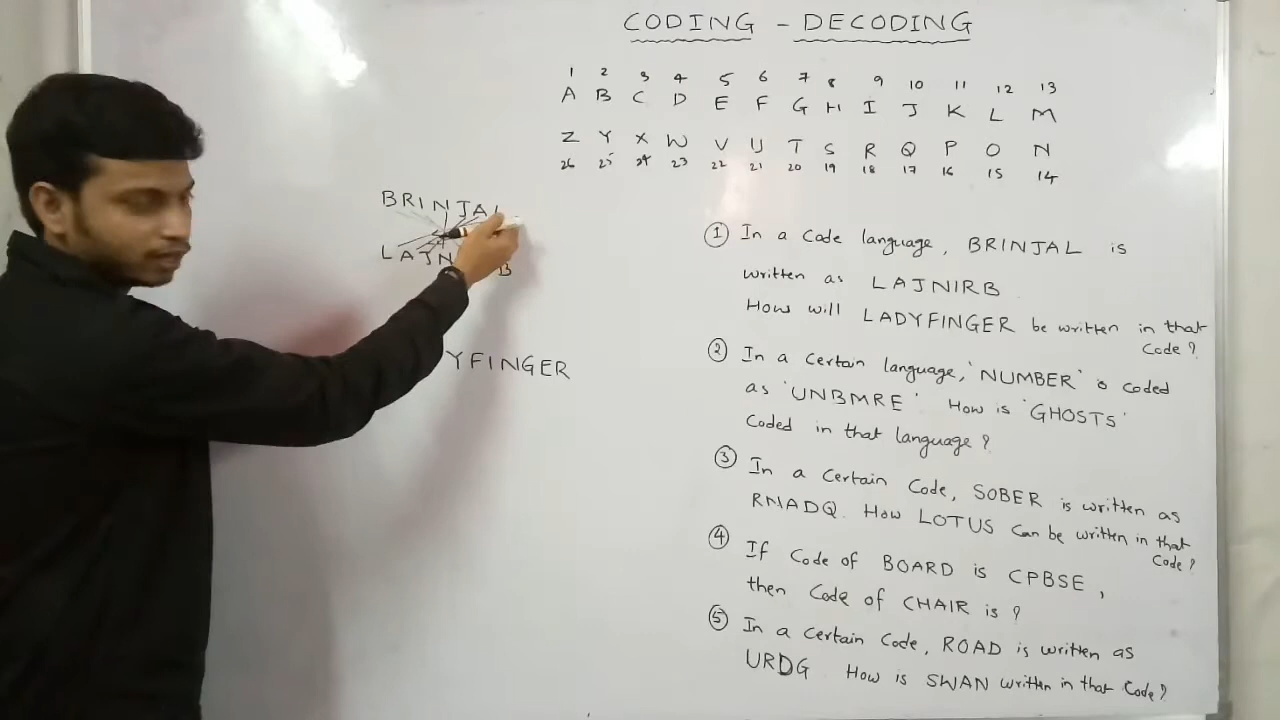 CODING - DECODING
1 2 3 4 5 6 7 8 9 10 11 12 13
A B C D E F G H I J K L M
Z Y X W V U T S R Q P O N
26 25 24 23 22 21 20 19 18 17 16 15 14
BRINJAL
LAJN B
YFINGER
① In a Code language, BRINJAL is
written as LAJNIRB
How will LADYFINGER be written in that
Code?
② In a certain language, 'NUMBER' is coded
as 'UNBMRE' How is 'GHOSTS'
Coded in that language?
③ In a certain Code, SOBER is written as
RNADQ. How LOTUS Can be written in that
Code?
④ If Code of BOARD is CPBSE,
then Code of CHAIR is?
⑤ In a certain Code, ROAD is written as
URDG How is SWAN written in that Code?